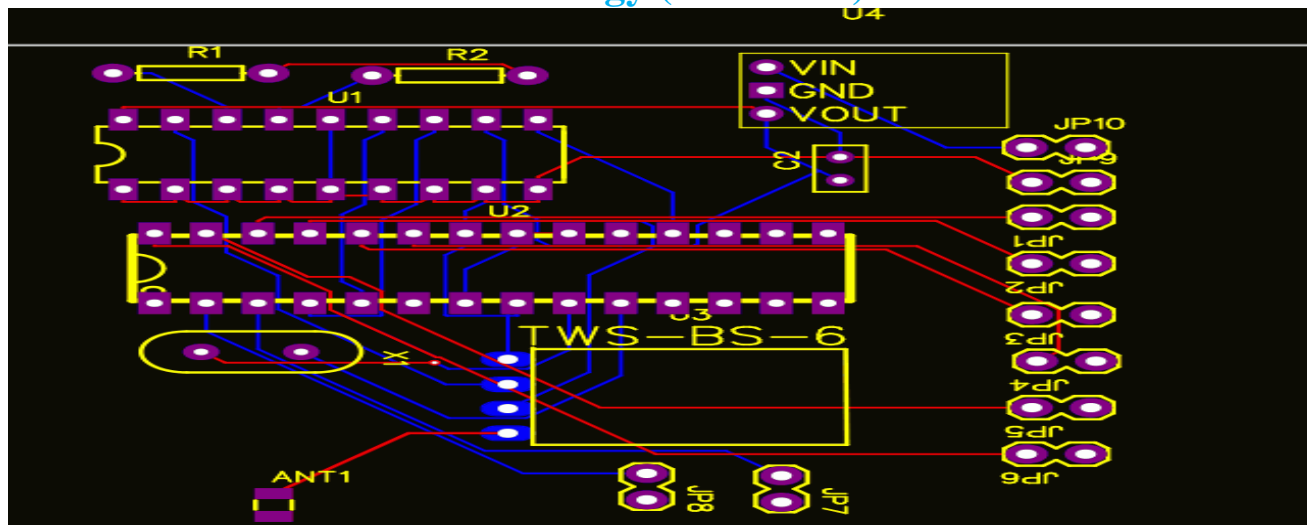 U4
R1
R2
VIN
GND
VOUT
U1
JP10
JP9
C2
U2
JP1
JP2
U3
TWS-BS-6
JP3
X1
JP4
JP5
ANT1
JP8
JP7
JP6